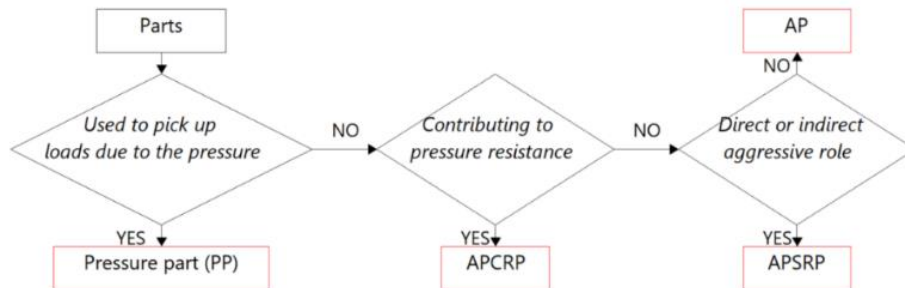 Parts
AP
NO
Used to pick up
loads due to the pressure
NO
Contributing to
pressure resistance
NO
Direct or indirect
aggressive role
YES
YES
YES
Pressure part (PP)
APCRP
APSRP